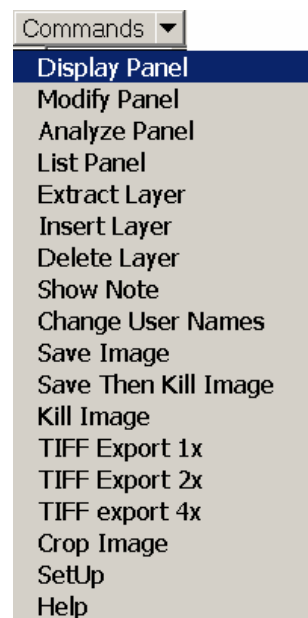 Commands
Display Panel
Modify Panel
Analyze Panel
List Panel
Extract Layer
Insert Layer
Delete Layer
Show Note
Change User Names
Save Image
Save Then Kill Image
Kill Image
TIFF Export 1x
TIFF Export 2x
TIFF export 4x
Crop Image
SetUp
Help